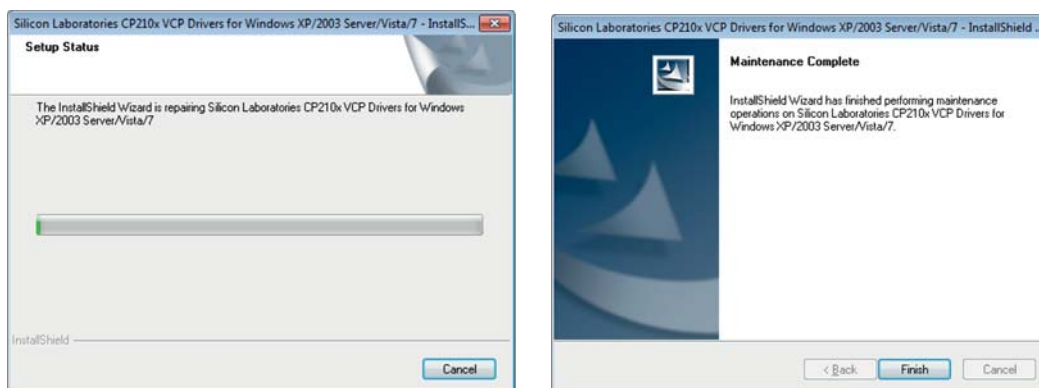 Silicon Laboratories CP210x VCP Drivers for Windows XP/2003 Server/Vista/7 - InstallS...
Setup Status
The InstallShield Wizard is repairing Silicon Laboratories CP210x VCP Drivers for Windows
XP/2003 Server/Vista/7
InstallShield
Cancel
Silicon Laboratories CP210x VCP Drivers for Windows XP/2003 Server/Vista/7 - InstallShield ...
Maintenance Complete
InstallShield Wizard has finished performing maintenance
operations on Silicon Laboratories CP210x VCP Drivers for
Windows XP/2003 Server/Vista/7.
< Back
Finish
Cancel